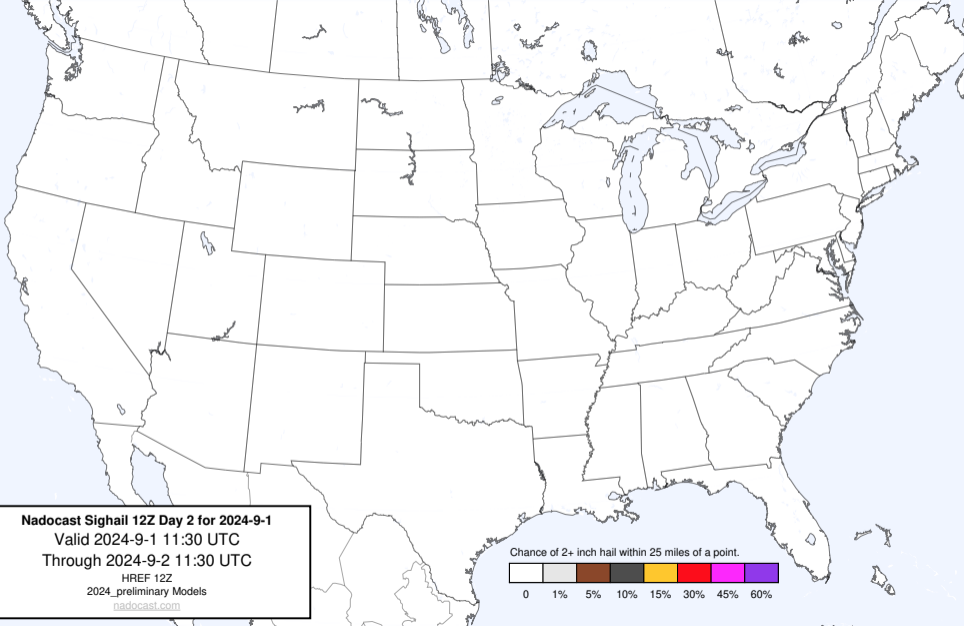 Nadocast Sighail 12Z Day 2 for 2024-9-1
Valid 2024-9-1 11:30 UTC
Through 2024-9-2 11:30 UTC
HREF 12Z
2024_preliminary Models
nadocast.com
Chance of 2+ inch hail within 25 miles of a point.
0 1% 5% 10% 15% 30% 45% 60%